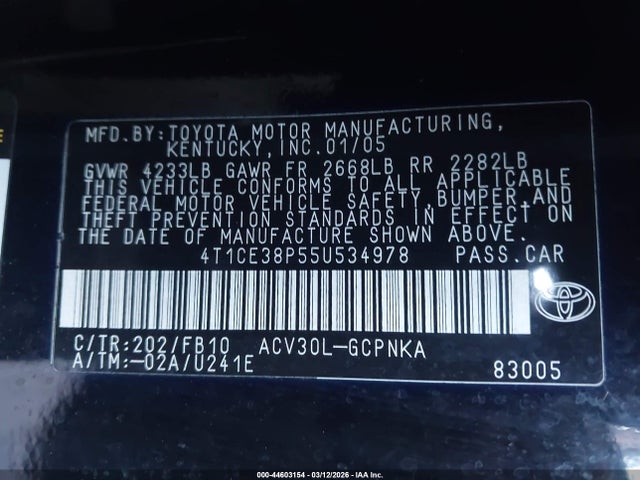 MFD.BY:TOYOTA MOTOR MANUFACTURING,
KENTUCKY,INC.01/05
GVWR 4233LB GAWR FR 2668LB RR 2282LB
THIS VEHICLE CONFORMS TO ALL APPLICABLE
FEDERAL MOTOR VEHICLE SAFETY,BUMPER,AND
THEFT PREVENTION STANDARDS IN EFFECT ON
THE DATE OF MANUFACTURE SHOWN ABOVE.
4T1CE38P55U534978 PASS.CAR
C/TR:202/FB10 ACV30L-GCPNKA
A/TM:-02A/U241E
83005
000-44603154 - 03/12/2026 - IAA Inc.